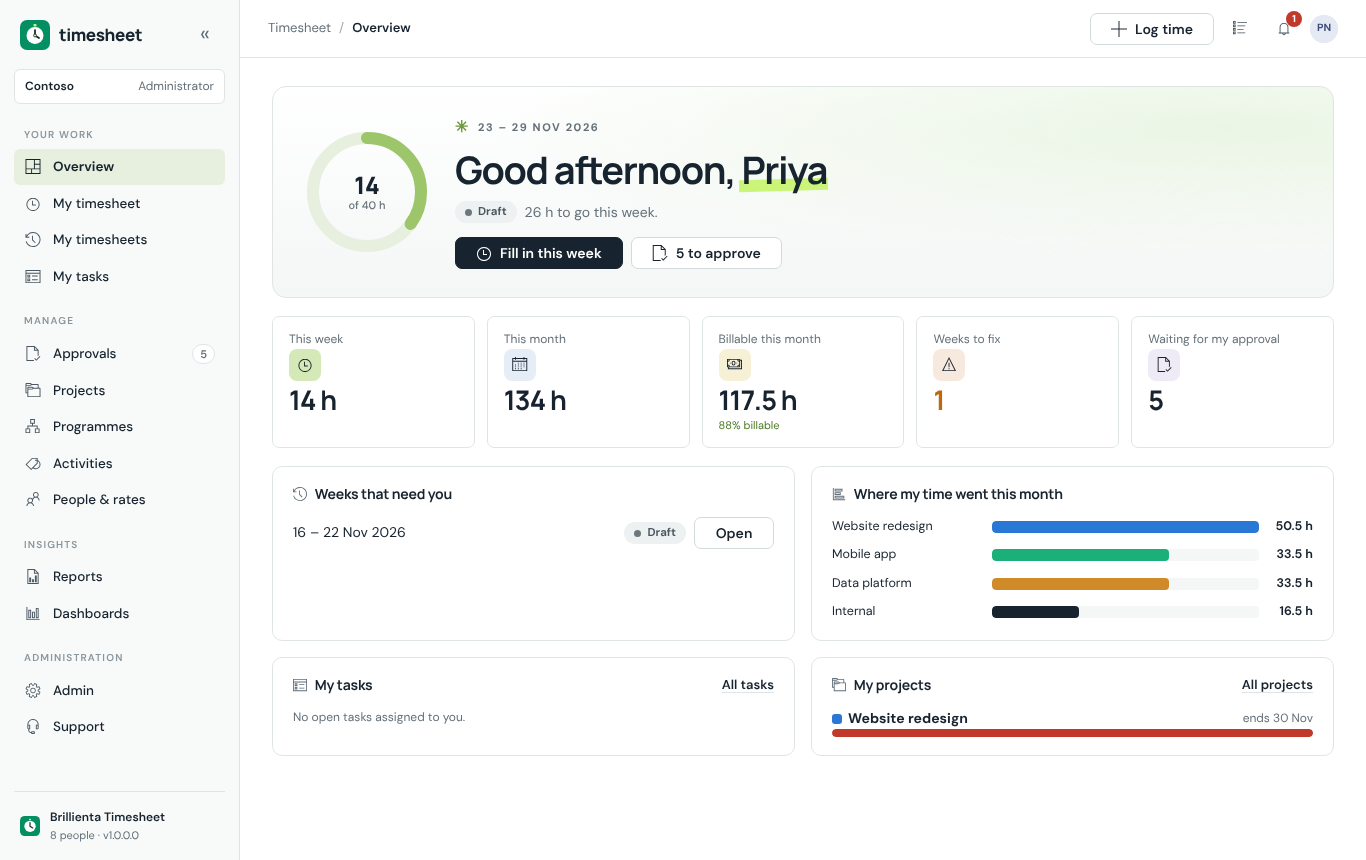 timesheet
Contoso Administrator
YOUR WORK
Overview
My timesheet
My timesheets
My tasks
MANAGE
Approvals 5
Projects
Programmes
Activities
People & rates
INSIGHTS
Reports
Dashboards
ADMINISTRATION
Admin
Support
Brillienta Timesheet
8 people · v1.0.0.0
Timesheet / Overview
Log time
1
PN
23 – 29 NOV 2026
Good afternoon, Priya
14
of 40 h
Draft 26 h to go this week.
Fill in this week
5 to approve
This week
14 h
This month
134 h
Billable this month
117.5 h
88% billable
Weeks to fix
1
Waiting for my approval
5
Weeks that need you
16 – 22 Nov 2026 Draft Open
Where my time went this month
Website redesign 50.5 h
Mobile app 33.5 h
Data platform 33.5 h
Internal 16.5 h
My tasks All tasks
No open tasks assigned to you.
My projects All projects
Website redesign ends 30 Nov